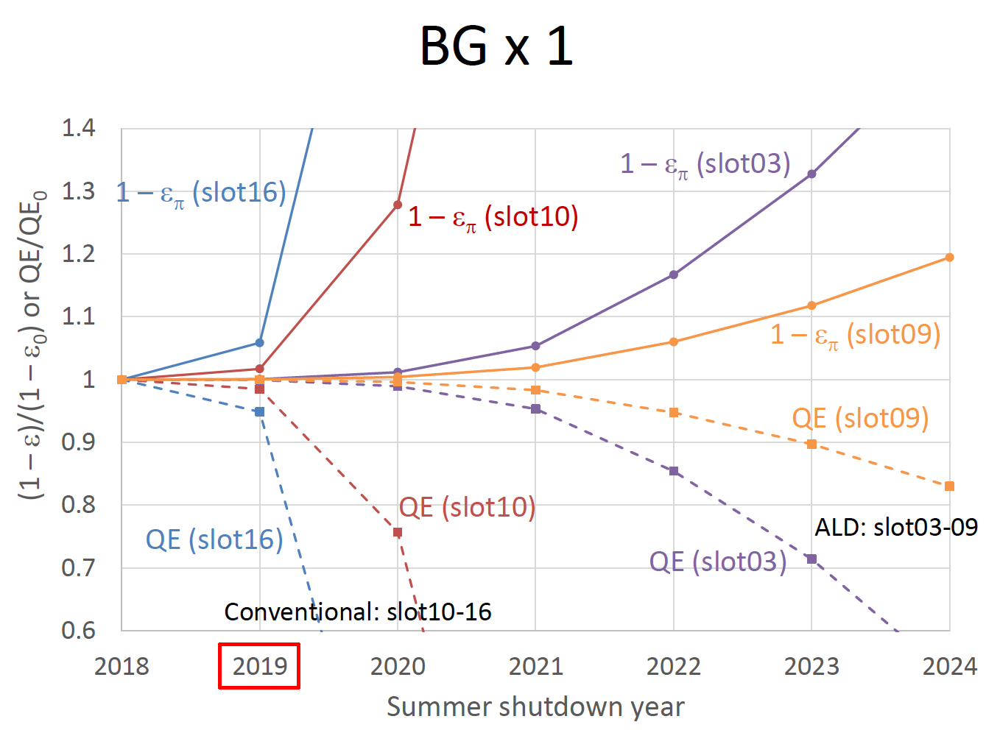 BG x 1
(1 – ε)/(1 – ε₀) or QE/QE₀
1.4
1.3
1.2
1.1
1
0.9
0.8
0.7
0.6
1 – επ (slot16)
1 – επ (slot10)
1 – επ (slot03)
1 – επ (slot09)
QE (slot09)
QE (slot10)
ALD: slot03-09
QE (slot16)
QE (slot03)
Conventional: slot10-16
2018 2019 2020 2021 2022 2023 2024
Summer shutdown year